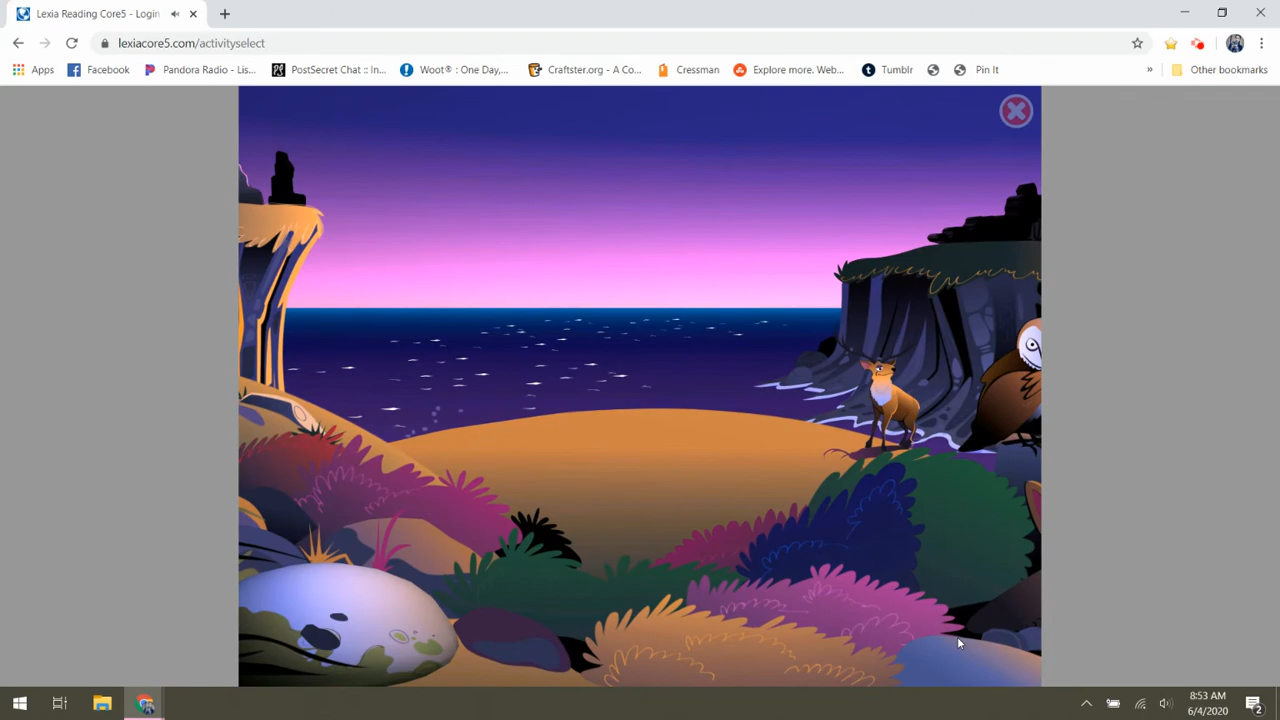 Lexia Reading Core5 - Login
lexiacore5.com/activityselect
Apps Facebook Pandora Radio - Lis... PostSecret Chat :: In... Woot® : One Day,... Craftster.org - A Co... Cressman Explore more. Web... Tumblr Pin It » Other bookmarks
8:53 AM
6/4/2020
2